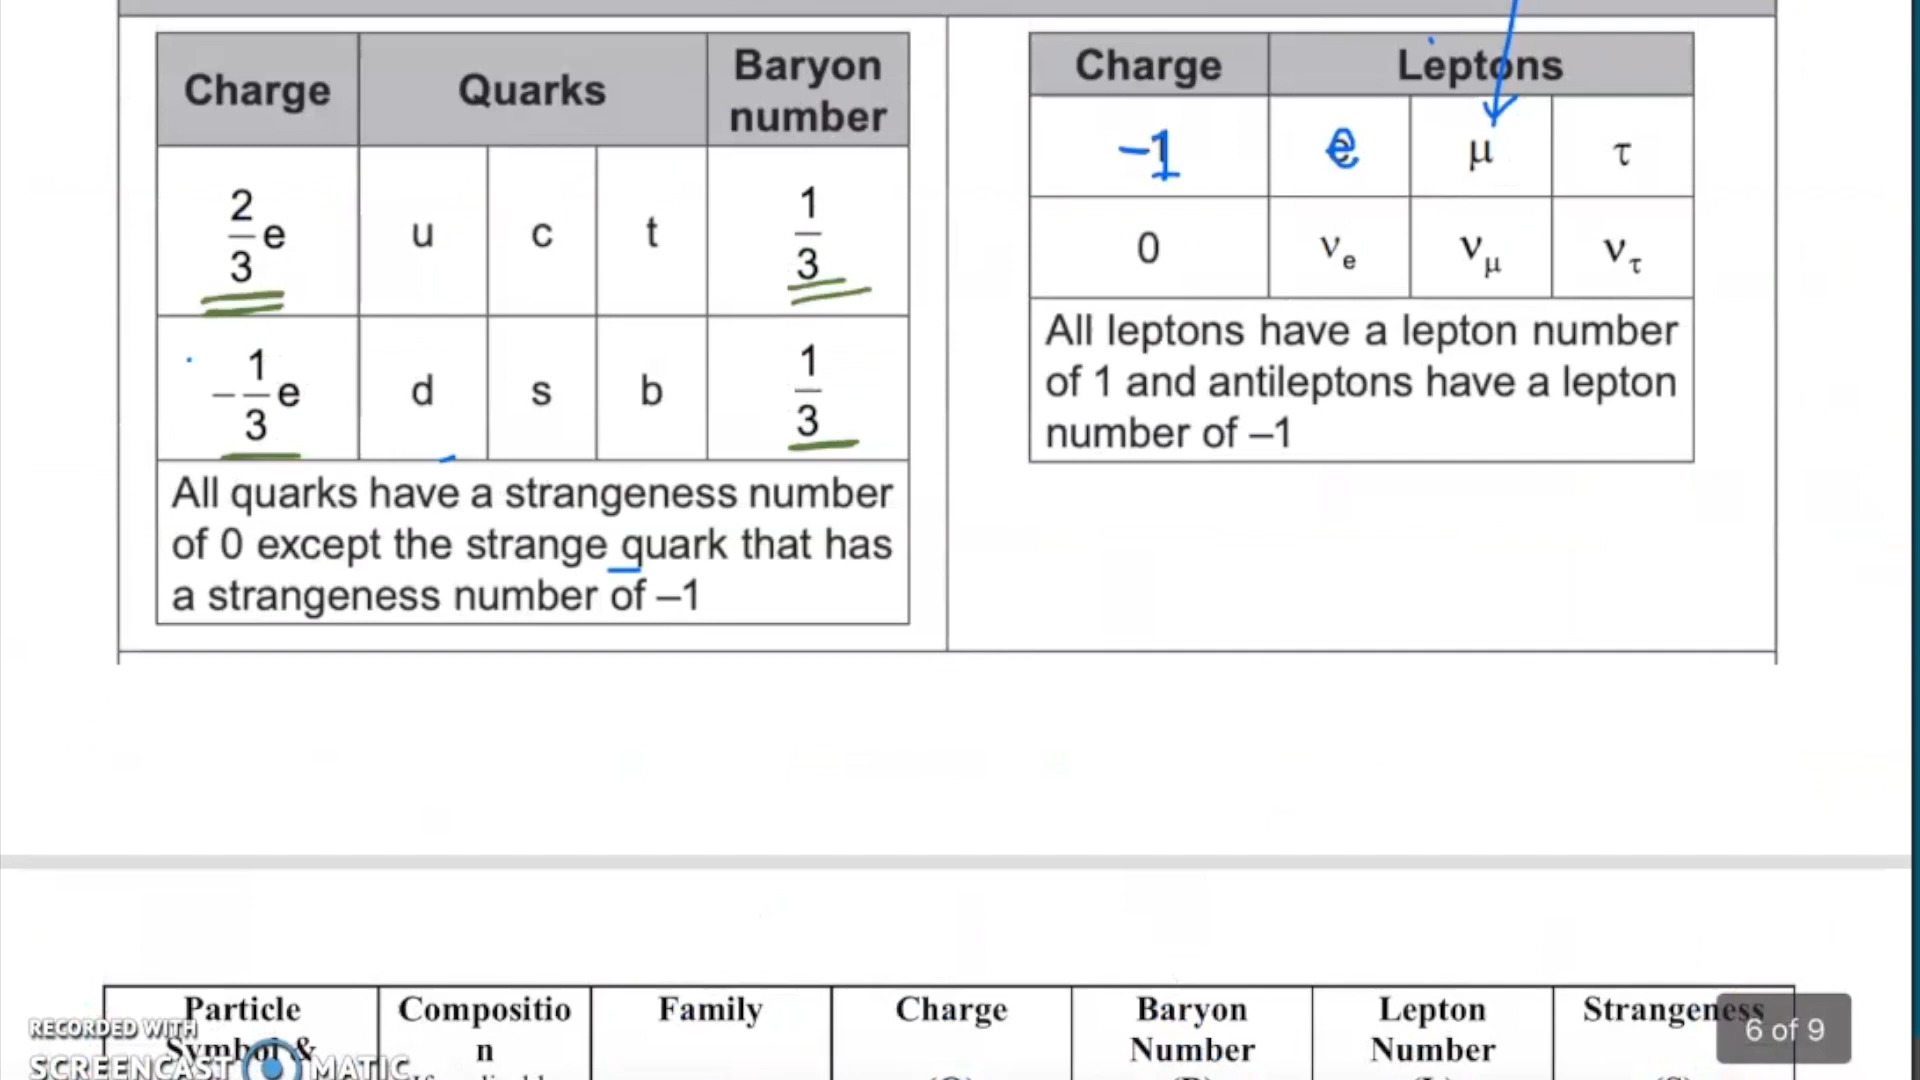 Charge Quarks Baryon number
2/3 e u c t 1/3
-1/3 e d s b 1/3
All quarks have a strangeness number
of 0 except the strange quark that has
a strangeness number of –1
Charge Leptons
-1 e μ τ
0 νe νμ ντ
All leptons have a lepton number
of 1 and antileptons have a lepton
number of –1
Particle Compositio Family Charge Baryon Lepton Strangeness
Symbol & n Number Number
6 of 9
RECORDED WITH
SCREENCAST MATIC